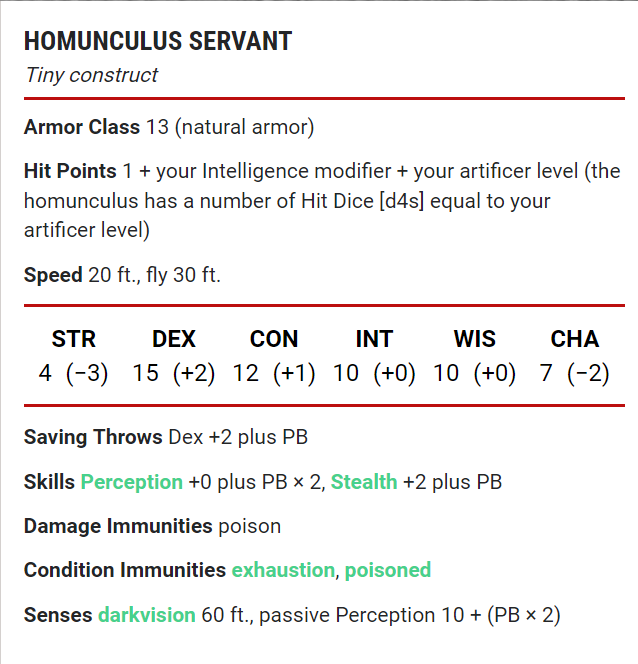 HOMUNCULUS SERVANT
Tiny construct
Armor Class 13 (natural armor)
Hit Points 1 + your Intelligence modifier + your artificer level (the
homunculus has a number of Hit Dice [d4s] equal to your
artificer level)
Speed 20 ft., fly 30 ft.
STR DEX CON INT WIS CHA
4 (−3) 15 (+2) 12 (+1) 10 (+0) 10 (+0) 7 (−2)
Saving Throws Dex +2 plus PB
Skills Perception +0 plus PB × 2, Stealth +2 plus PB
Damage Immunities poison
Condition Immunities exhaustion, poisoned
Senses darkvision 60 ft., passive Perception 10 + (PB × 2)